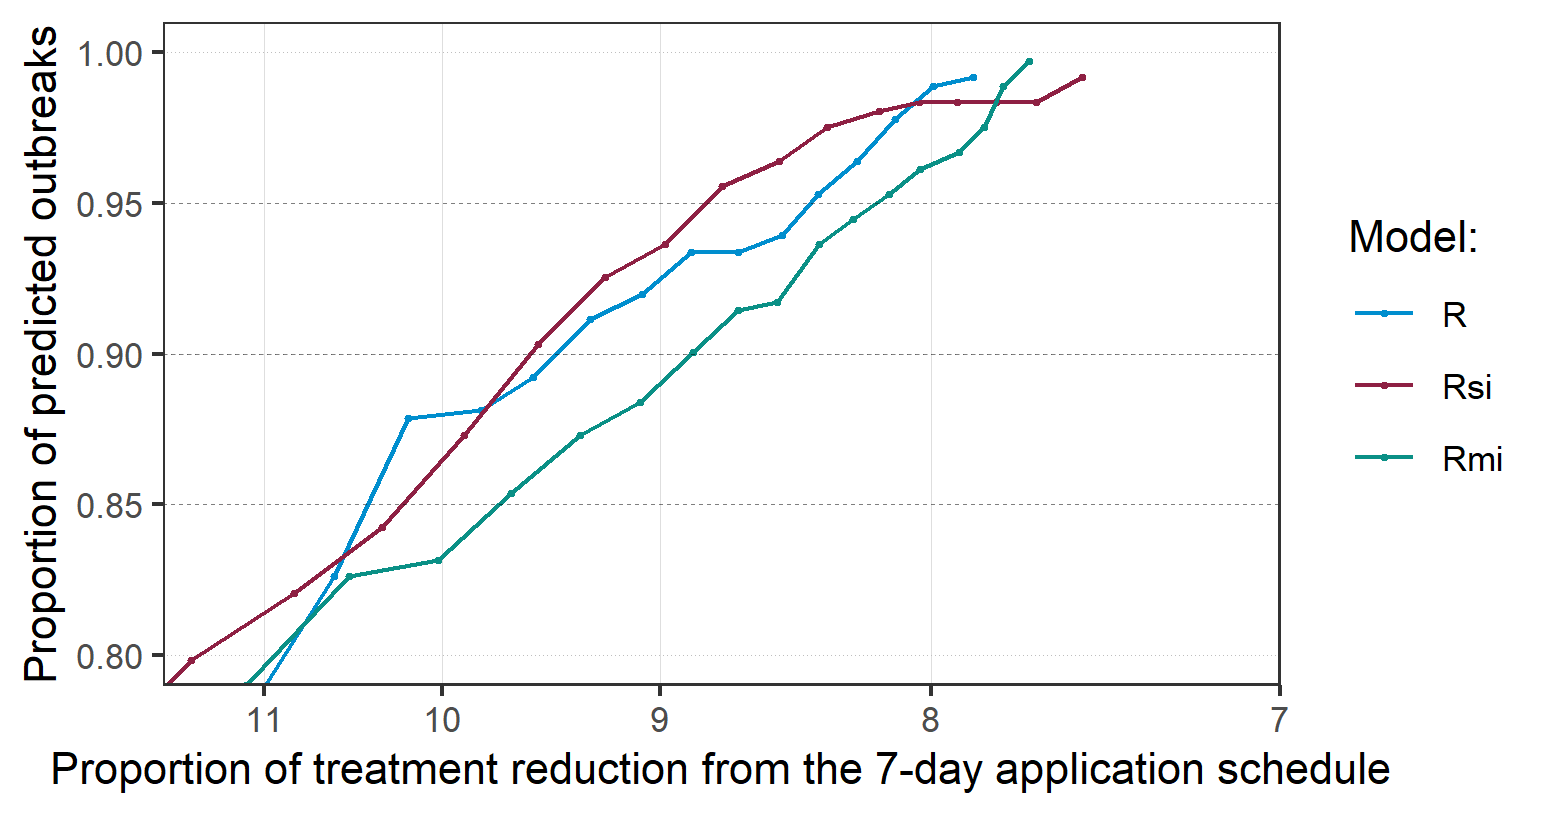 Proportion of predicted outbreaks
1.00
0.95
0.90
0.85
0.80
11 10 9 8 7
Proportion of treatment reduction from the 7-day application schedule
Model:
R
Rsi
Rmi